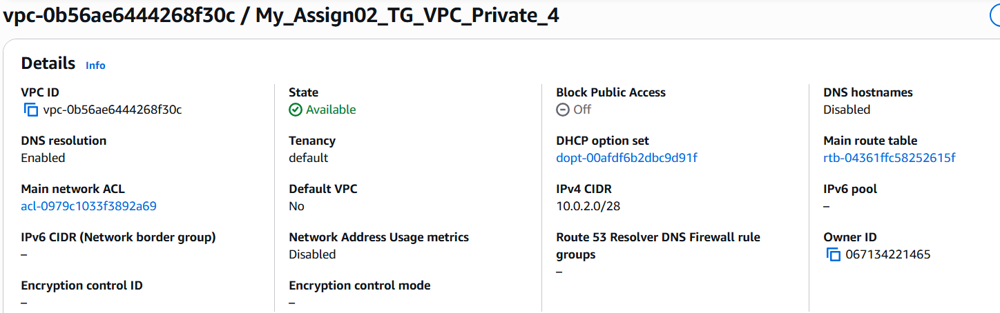 vpc-0b56ae6444268f30c / My_Assign02_TG_VPC_Private_4
Details Info
VPC ID
vpc-0b56ae6444268f30c
State
Available
Block Public Access
Off
DNS hostnames
Disabled
DNS resolution
Enabled
Tenancy
default
DHCP option set
dopt-00afdf6b2dbc9d91f
Main route table
rtb-04361ffc58252615f
Main network ACL
acl-0979c1033f3892a69
Default VPC
No
IPv4 CIDR
10.0.2.0/28
IPv6 pool
–
IPv6 CIDR (Network border group)
–
Network Address Usage metrics
Disabled
Route 53 Resolver DNS Firewall rule
groups
–
Owner ID
067134221465
Encryption control ID
–
Encryption control mode
–